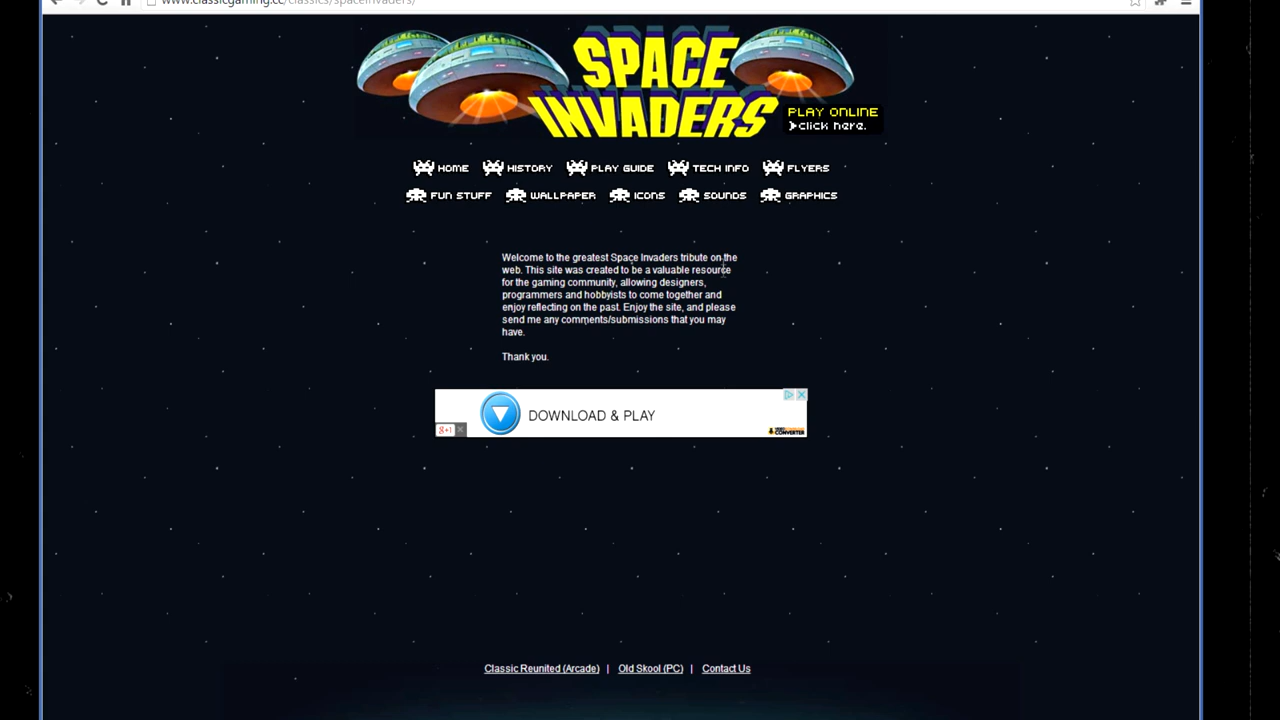 www.classicgaming.cc/classics/spaceinvaders/
SPACE
INVADERS
PLAY ONLINE
click here.
HOME HISTORY PLAY GUIDE TECH INFO FLYERS
FUN STUFF WALLPAPER ICONS SOUNDS GRAPHICS
Welcome to the greatest Space Invaders tribute on the
web. This site was created to be a valuable resource
for the gaming community, allowing designers,
programmers and hobbyists to come together and
enjoy reflecting on the past. Enjoy the site, and please
send me any comments/submissions that you may
have.
Thank you.
DOWNLOAD & PLAY
g+1
CONVERTER
Classic Reunited (Arcade) | Old Skool (PC) | Contact Us